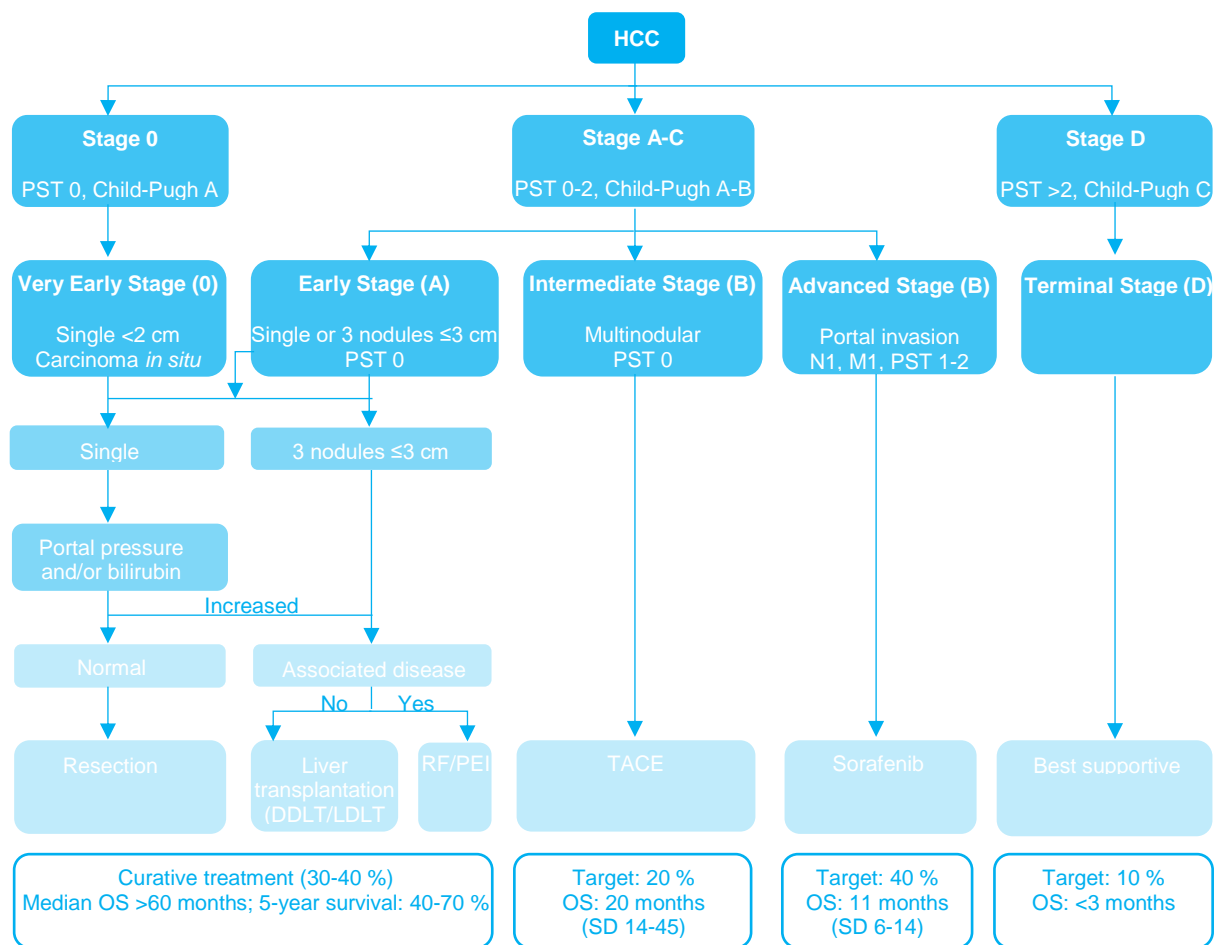 HCC
Stage 0
PST 0, Child-Pugh A
Stage A-C
PST 0-2, Child-Pugh A-B
Stage D
PST >2, Child-Pugh C
Very Early Stage (0)
Single <2 cm
Carcinoma in situ
Early Stage (A)
Single or 3 nodules ≤3 cm
PST 0
Intermediate Stage (B)
Multinodular
PST 0
Advanced Stage (B)
Portal invasion
N1, M1, PST 1-2
Terminal Stage (D)
Single
3 nodules ≤3 cm
Portal pressure
and/or bilirubin
Increased
Normal
Associated disease
No
Yes
Resection
Liver
transplantation
(DDLT/LDLT
RF/PEI
TACE
Sorafenib
Best supportive
Curative treatment (30-40 %)
Median OS >60 months; 5-year survival: 40-70 %
Target: 20 %
OS: 20 months
(SD 14-45)
Target: 40 %
OS: 11 months
(SD 6-14)
Target: 10 %
OS: <3 months